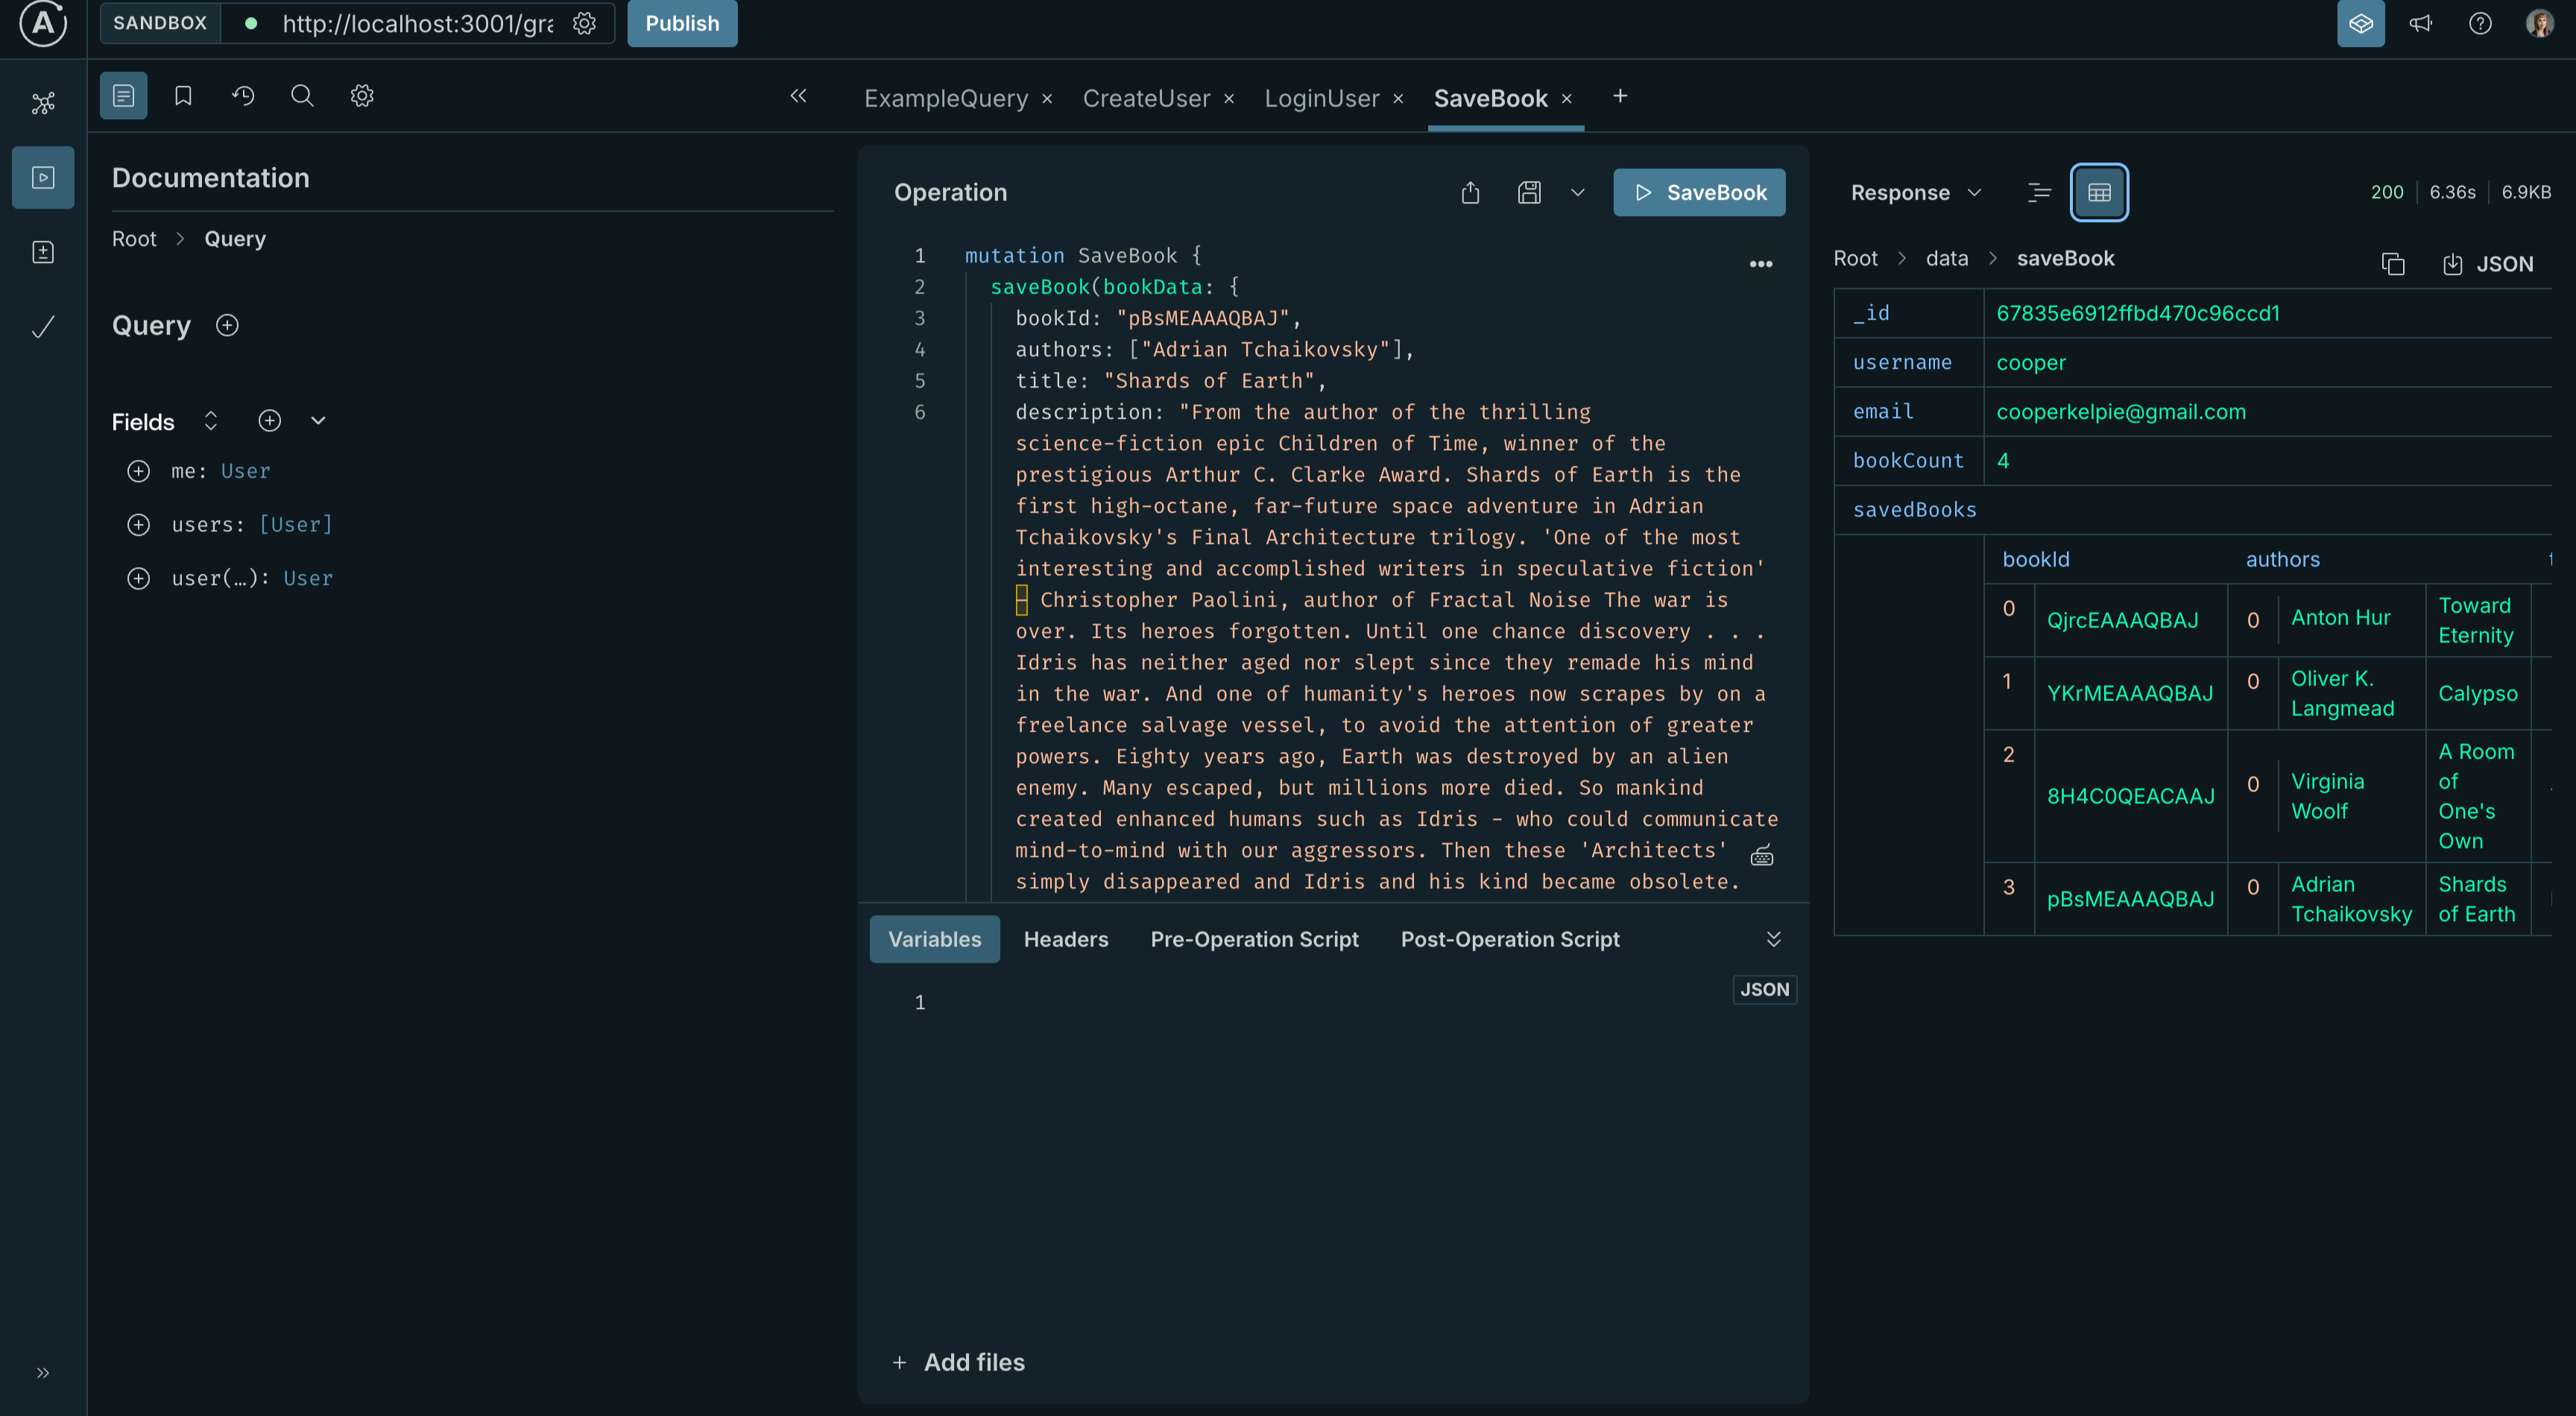 SANDBOX http://localhost:3001/gra Publish
ExampleQuery × CreateUser × LoginUser × SaveBook × +
Documentation
Root > Query
Query
Fields
me: User
users: [User]
user(…): User
Operation
SaveBook
1 mutation SaveBook {
2 saveBook(bookData: {
3 bookId: "pBsMEAAAQBAJ",
4 authors: ["Adrian Tchaikovsky"],
5 title: "Shards of Earth",
6 description: "From the author of the thrilling
science-fiction epic Children of Time, winner of the
prestigious Arthur C. Clarke Award. Shards of Earth is the
first high-octane, far-future space adventure in Adrian
Tchaikovsky's Final Architecture trilogy. 'One of the most
interesting and accomplished writers in speculative fiction'
– Christopher Paolini, author of Fractal Noise The war is
over. Its heroes forgotten. Until one chance discovery . . .
Idris has neither aged nor slept since they remade his mind
in the war. And one of humanity's heroes now scrapes by on a
freelance salvage vessel, to avoid the attention of greater
powers. Eighty years ago, Earth was destroyed by an alien
enemy. Many escaped, but millions more died. So mankind
created enhanced humans such as Idris - who could communicate
mind-to-mind with our aggressors. Then these 'Architects'
simply disappeared and Idris and his kind became obsolete.
Variables Headers Pre-Operation Script Post-Operation Script
1
JSON
+ Add files
Response
200 6.36s 6.9KB
Root > data > saveBook
JSON
_id 67835e6912ffbd470c96ccd1
username cooper
email cooperkelpie@gmail.com
bookCount 4
savedBooks
bookId authors
0 QjrcEAAAQBAJ 0 Anton Hur Toward
Eternity
1 YKrMEAAAQBAJ 0 Oliver K.
Langmead Calypso
2 8H4C0QEACAAJ 0 Virginia
Woolf A Room
of
One's
Own
3 pBsMEAAAQBAJ 0 Adrian
Tchaikovsky Shards
of Earth